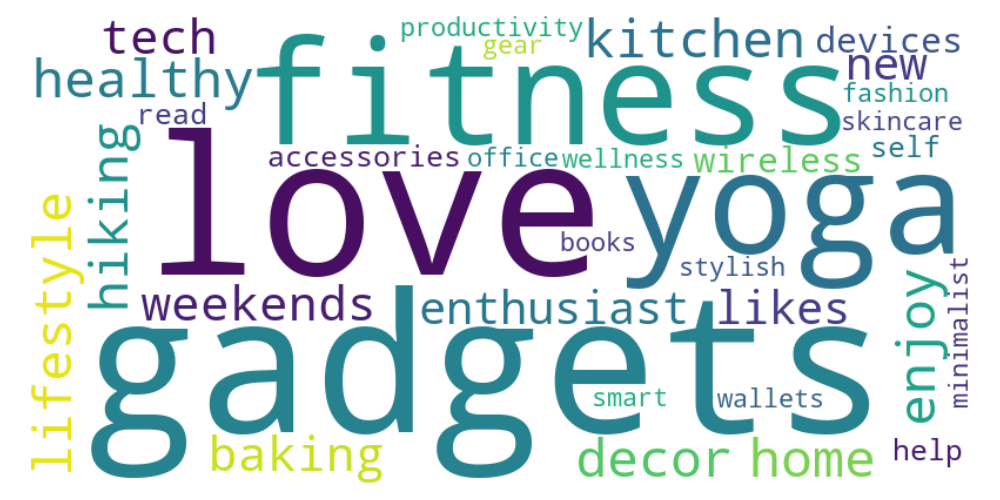 productivity
tech
gear
kitchen
devices
healthy
fitness
new
fashion
read
skincare
hiking
accessories
office
wellness
wireless
self
love
yoga
lifestyle
books
stylish
weekends
enthusiast
likes
enjoy
minimalist
gadgets
smart
wallets
baking
decor
home
help